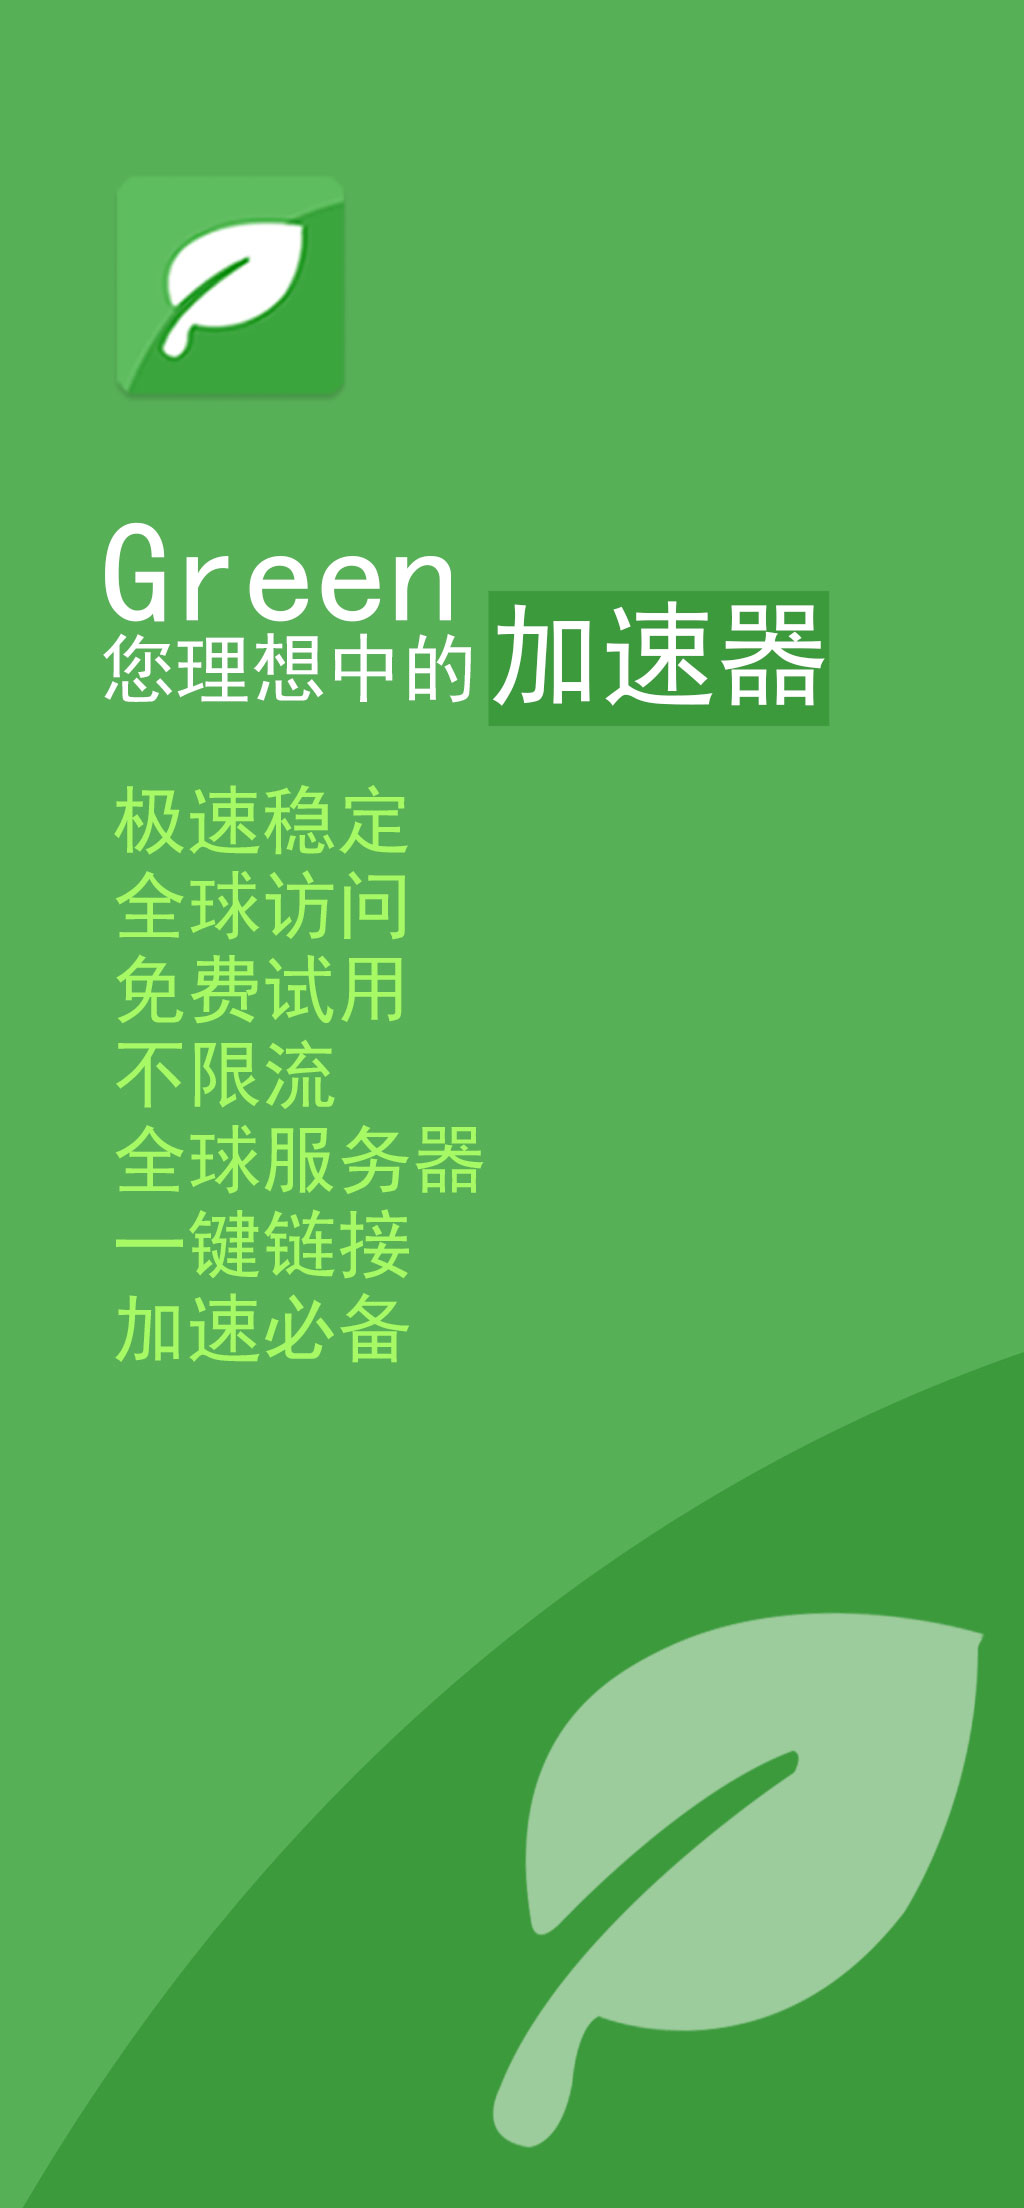 Green
您理想中的 加速器
极速稳定
全球访问
免费试用
不限流
全球服务器
一键链接
加速必备